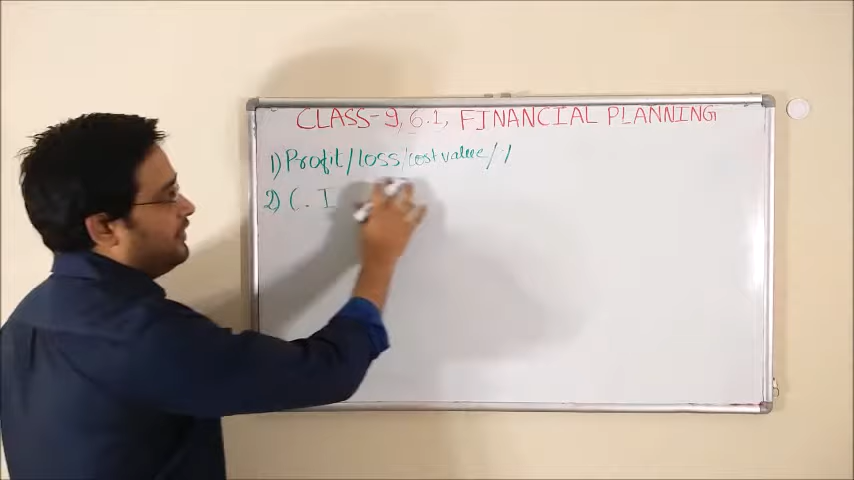 CLASS-9, 6.1, FINANCIAL PLANNING
1) Profit/loss/cost value/
2) C.I